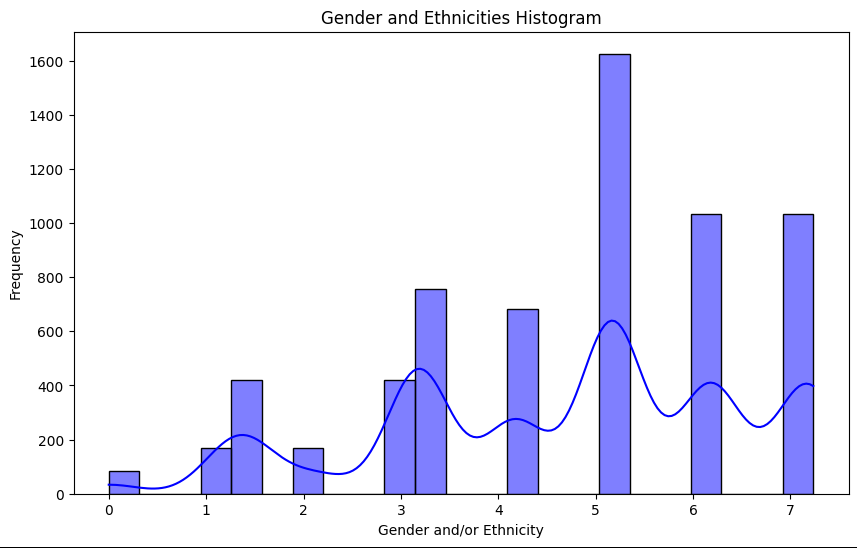 Gender and Ethnicities Histogram
1600
1400
1200
1000
800
600
400
200
0
Frequency
0 1 2 3 4 5 6 7
Gender and/or Ethnicity